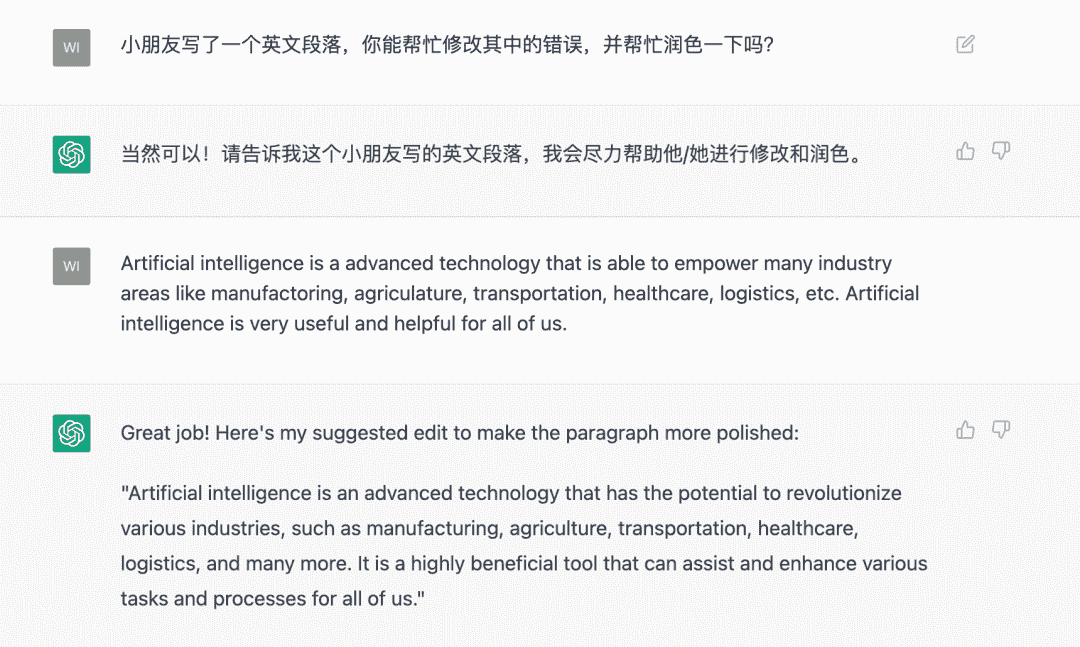 WI
小朋友写了一个英文段落，你能帮忙修改其中的错误，并帮忙润色一下吗？
当然可以！请告诉我这个小朋友写的英文段落，我会尽力帮助他/她进行修改和润色。
WI
Artificial intelligence is a advanced technology that is able to empower many industry
areas like manufactoring, agriculature, transportation, healthcare, logistics, etc. Artificial
intelligence is very useful and helpful for all of us.
Great job! Here's my suggested edit to make the paragraph more polished:
"Artificial intelligence is an advanced technology that has the potential to revolutionize
various industries, such as manufacturing, agriculture, transportation, healthcare,
logistics, and many more. It is a highly beneficial tool that can assist and enhance various
tasks and processes for all of us."